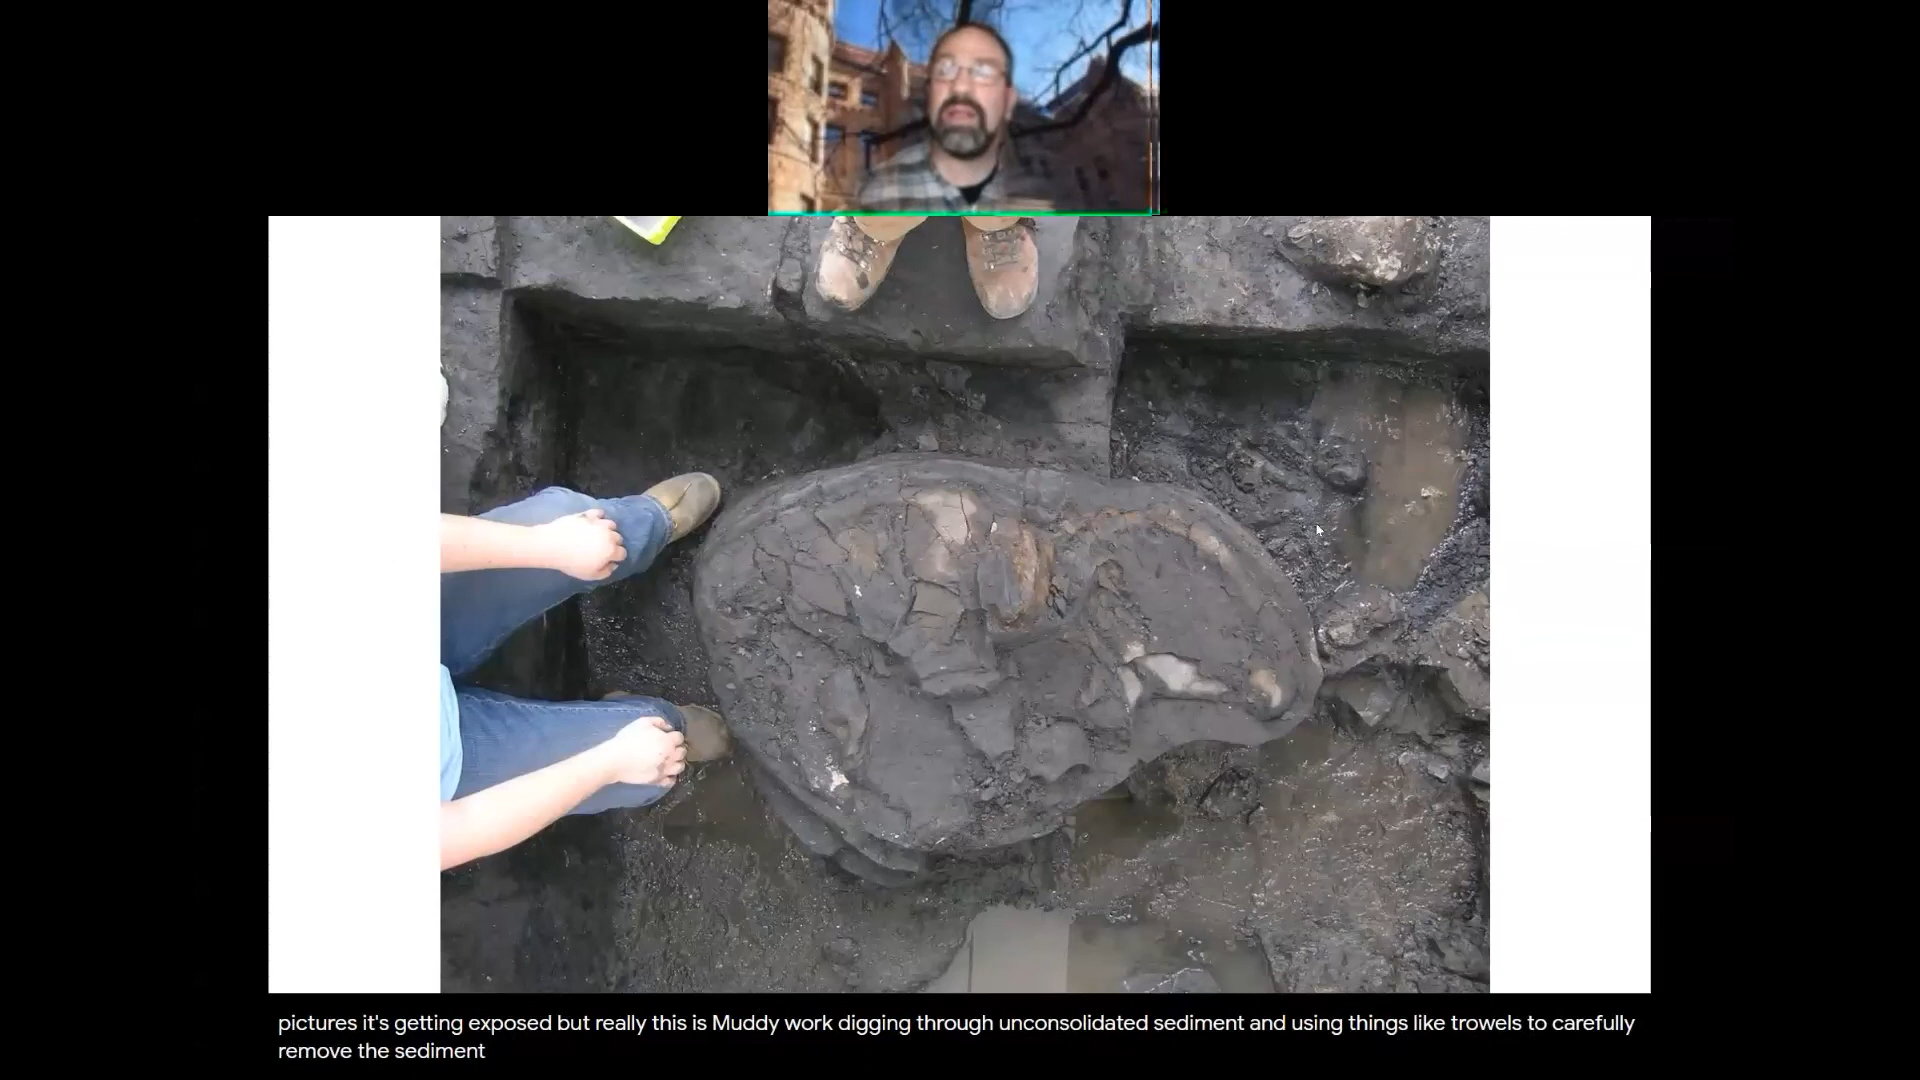 pictures it's getting exposed but really this is Muddy work digging through unconsolidated sediment and using things like trowels to carefully
remove the sediment